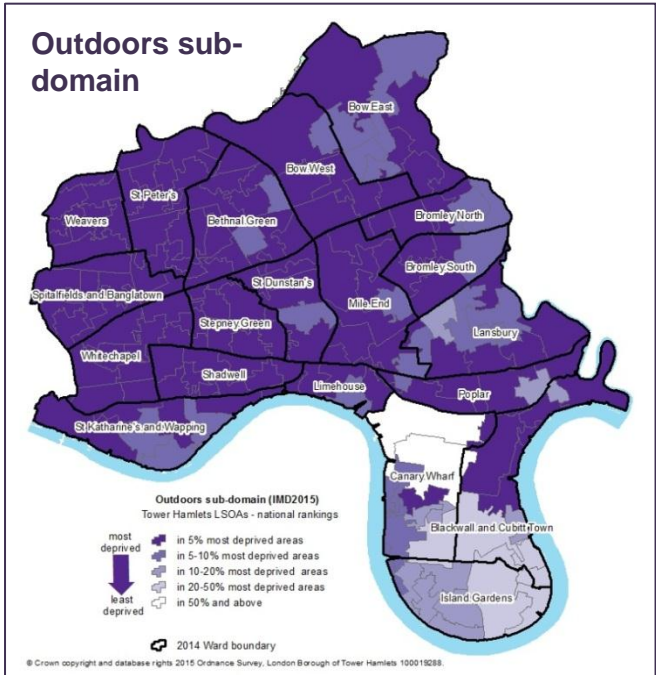 Outdoors sub-
domain
Bow East
Bow West
St Peter's
Weavers
Bethnal Green
Bromley North
Bromley South
St Dunstan's
Spitalfields and Banglatown
Mile End
Stepney Green
Lansbury
Whitechapel
Shadwell
Limehouse
Poplar
St Katharine's and Wapping
Canary Wharf
Outdoors sub-domain (IMD2015)
Tower Hamlets LSOAs - national rankings
most
deprived
in 5% most deprived areas
in 5-10% most deprived areas
in 10-20% most deprived areas
in 20-50% most deprived areas
least
deprived
in 50% and above
Blackwall and Cubitt Town
Island Gardens
2014 Ward boundary
© Crown copyright and database rights 2015 Ordnance Survey, London Borough of Tower Hamlets 100019288.